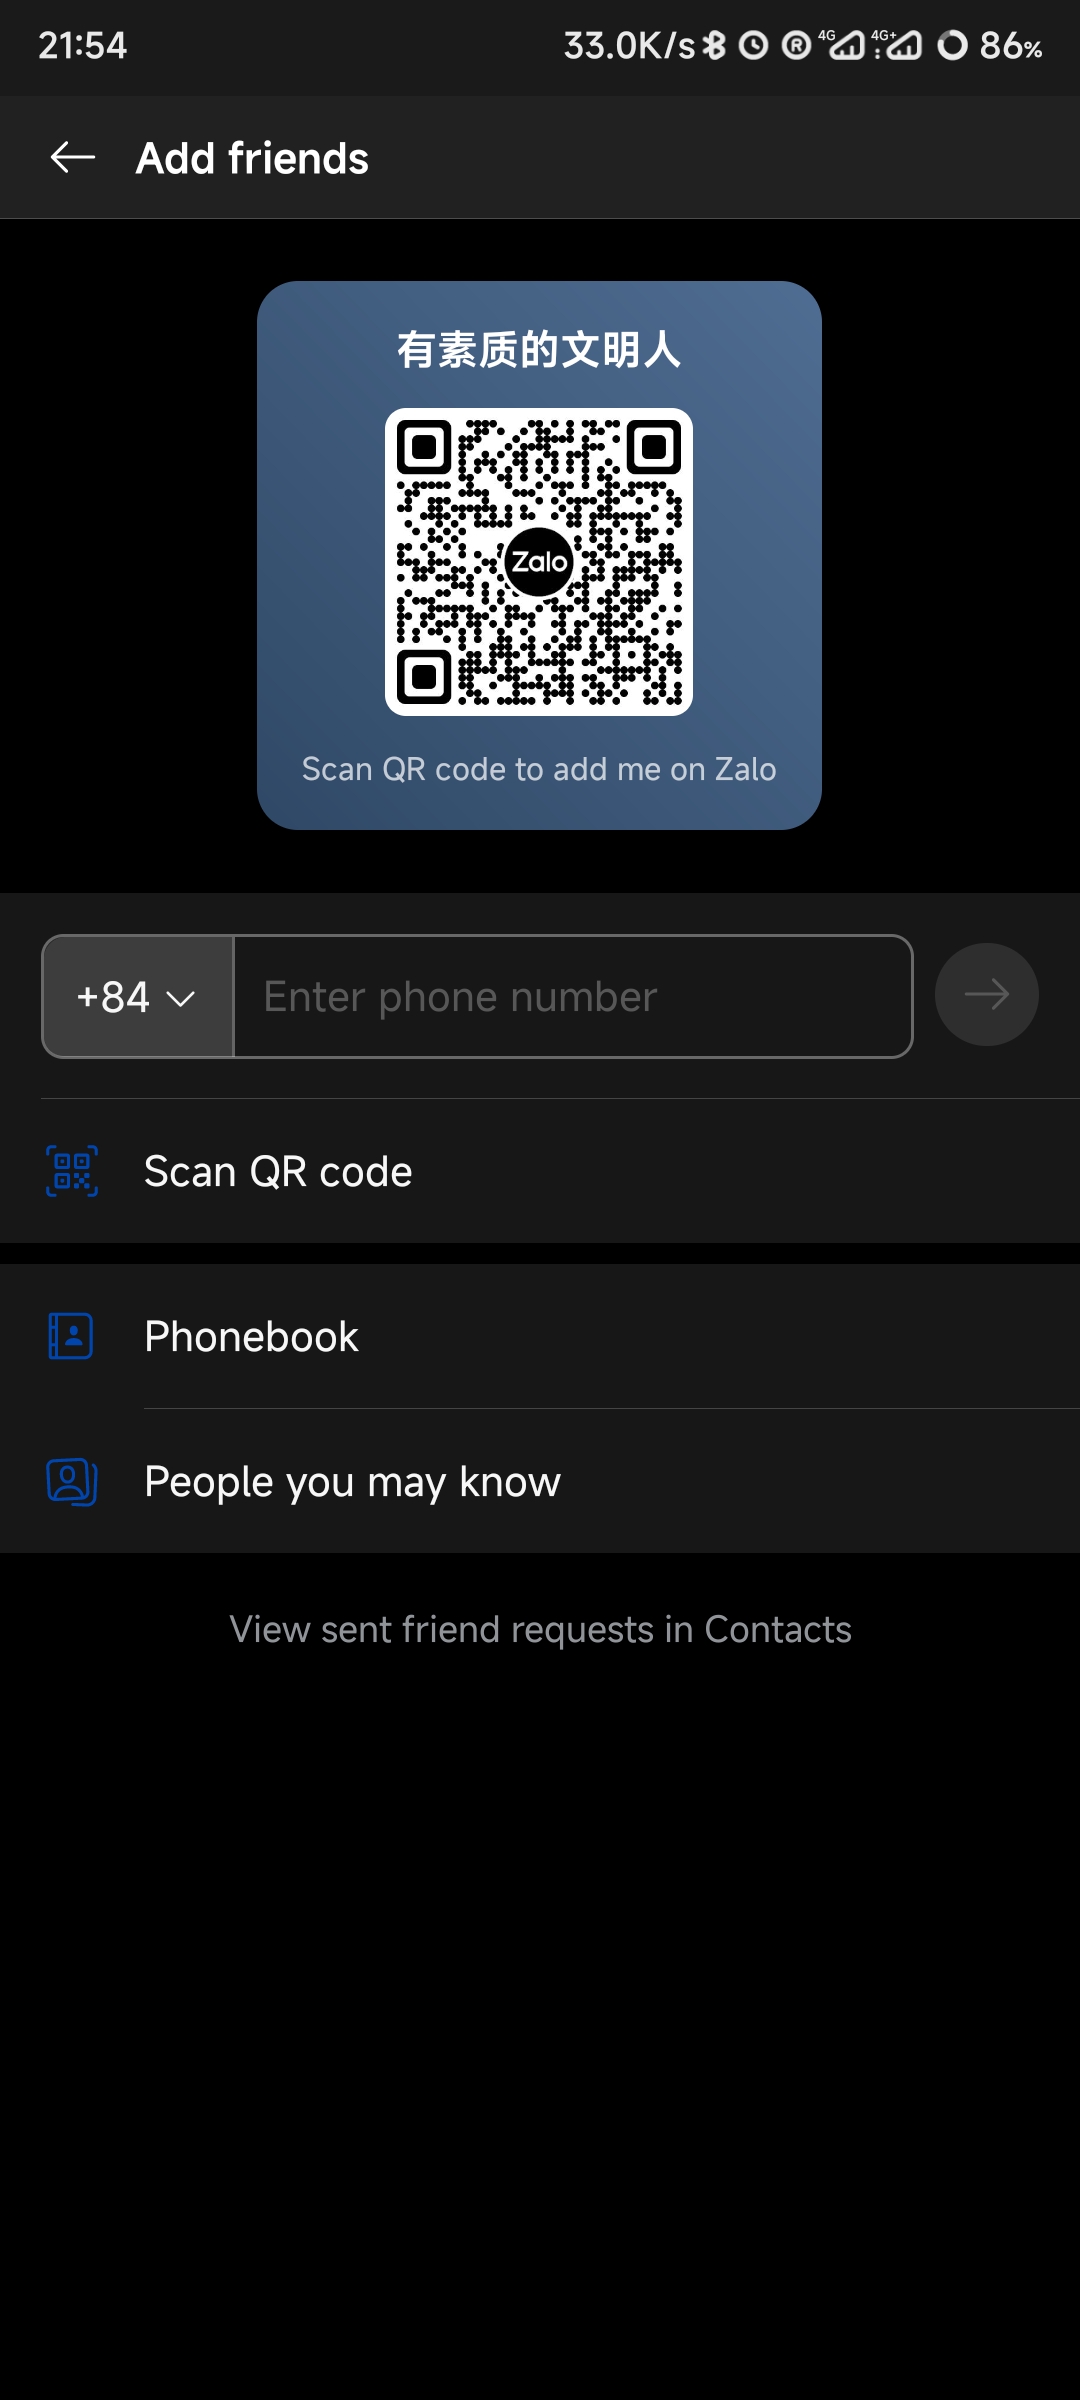 21:54
33.0K/s
4G
4G+
86%
Add friends
有素质的文明人
Zalo
Scan QR code to add me on Zalo
+84
Enter phone number
Scan QR code
Phonebook
People you may know
View sent friend requests in Contacts